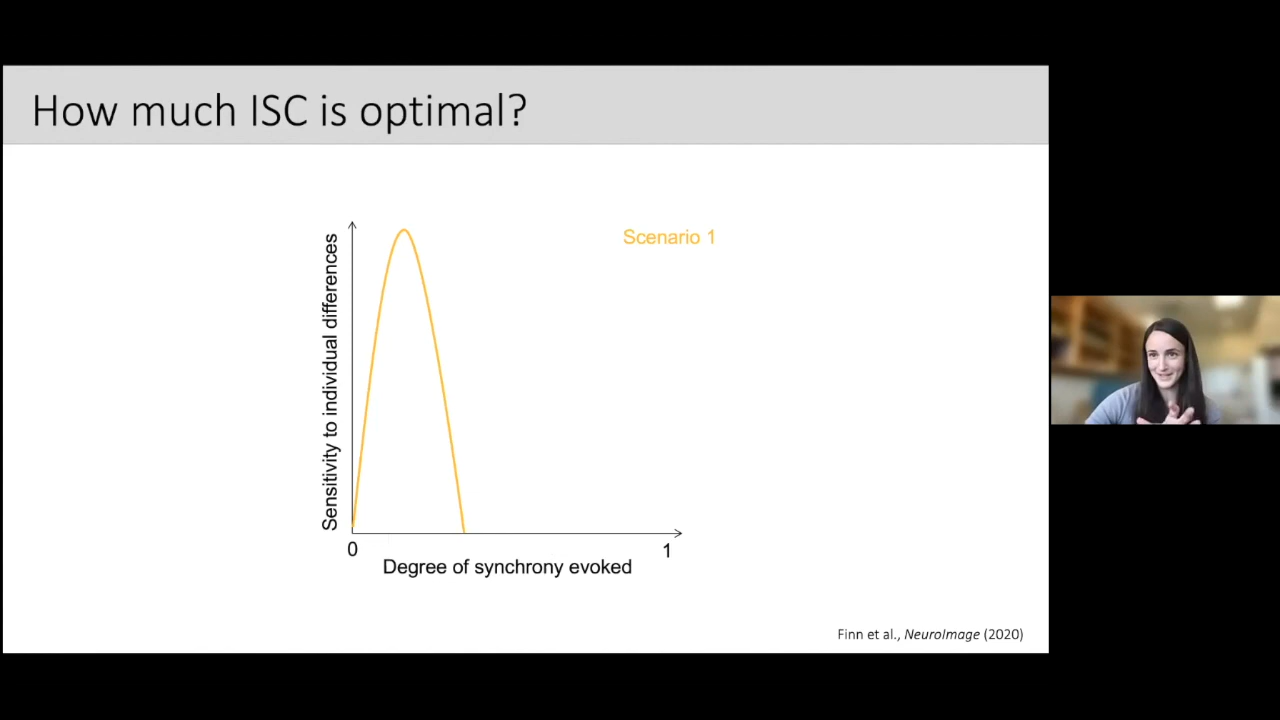 How much ISC is optimal?
Scenario 1
Sensitivity to individual differences
0
1
Degree of synchrony evoked
Finn et al., NeuroImage (2020)